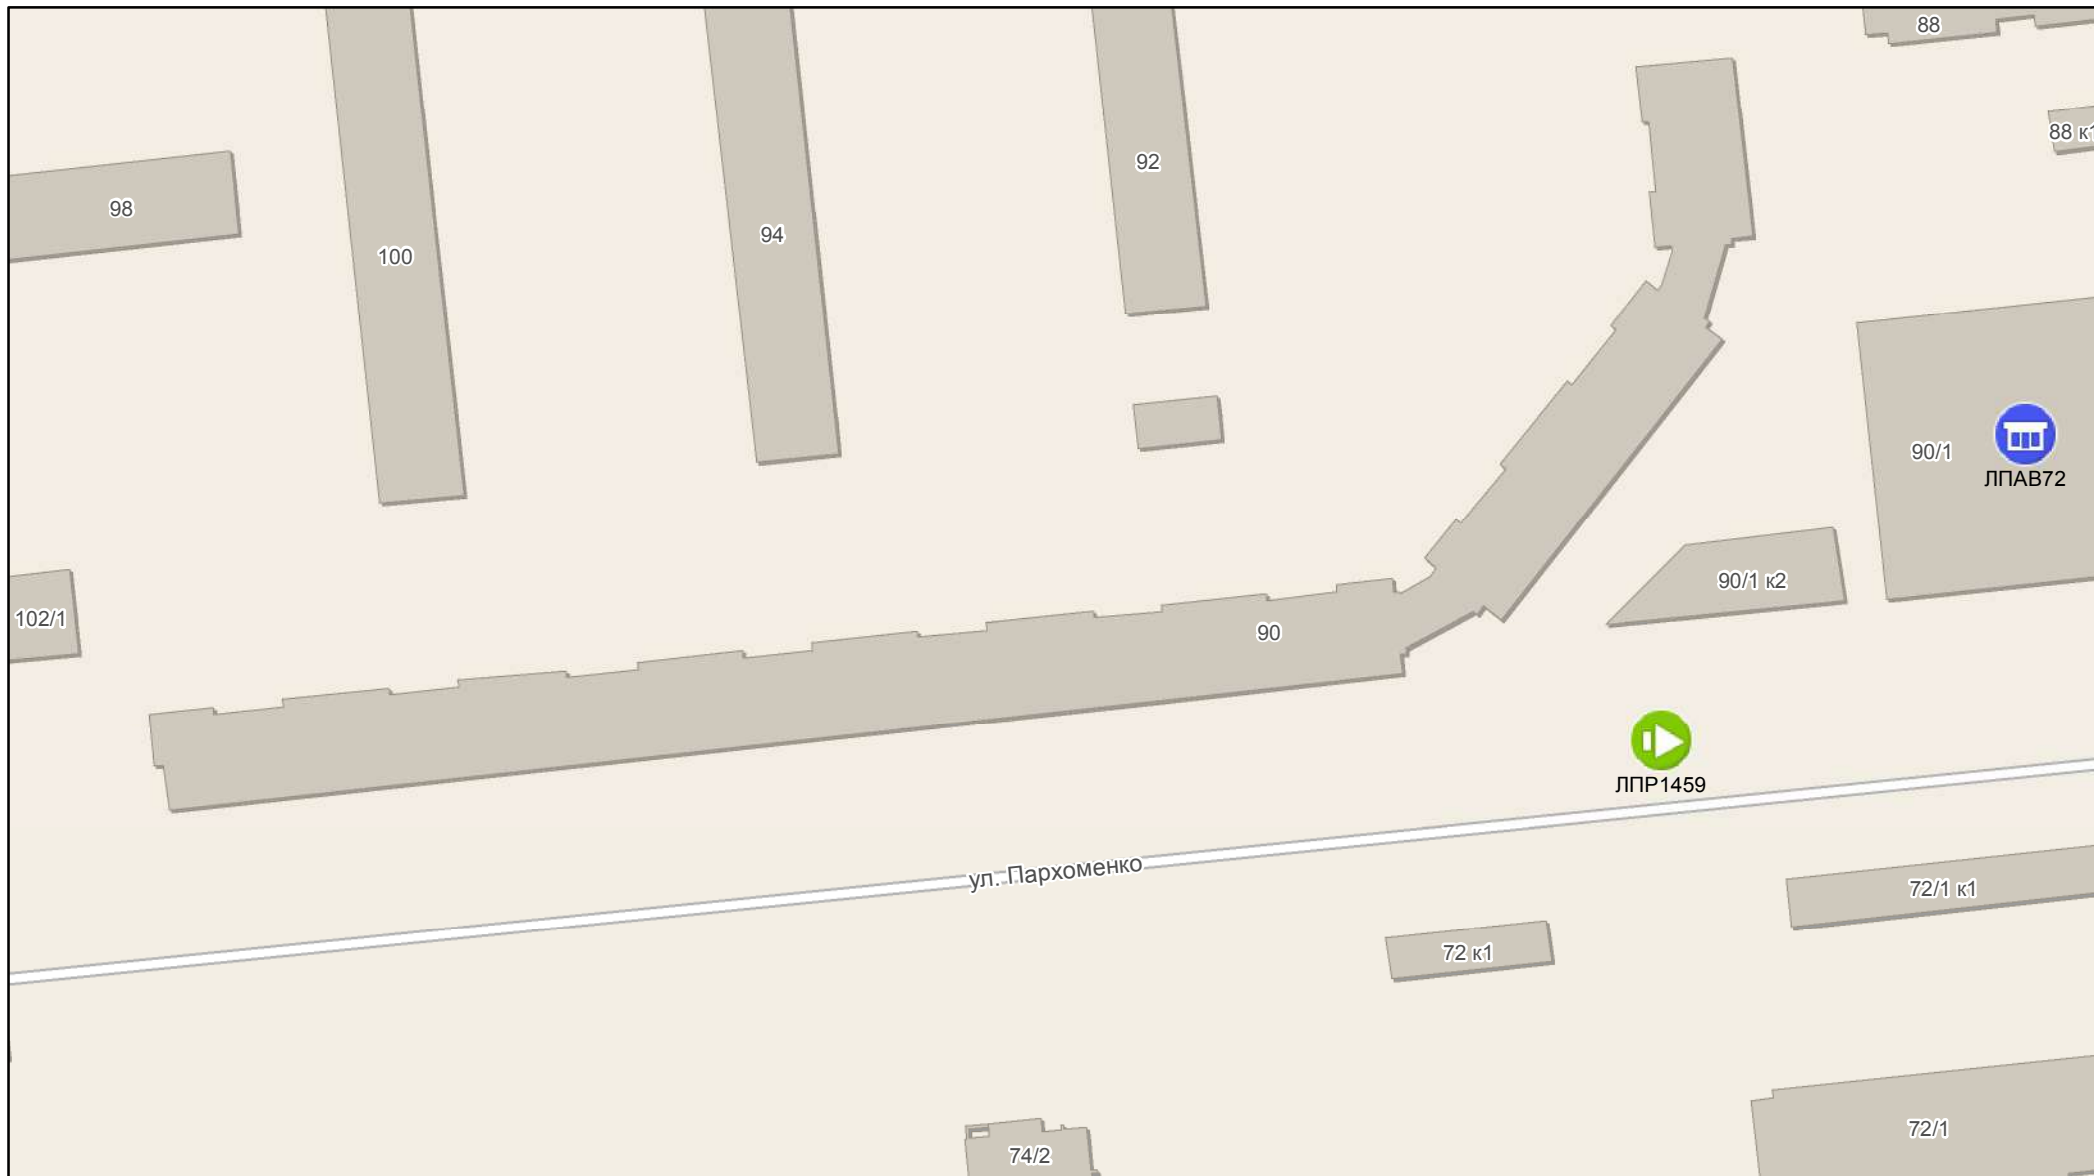 88
88 к1
92
98
94
100
90/1
ЛПАВ72
90/1 к2
102/1
90
ЛПР1459
ул. Пархоменко
72/1 к1
72 к1
72/1
74/2